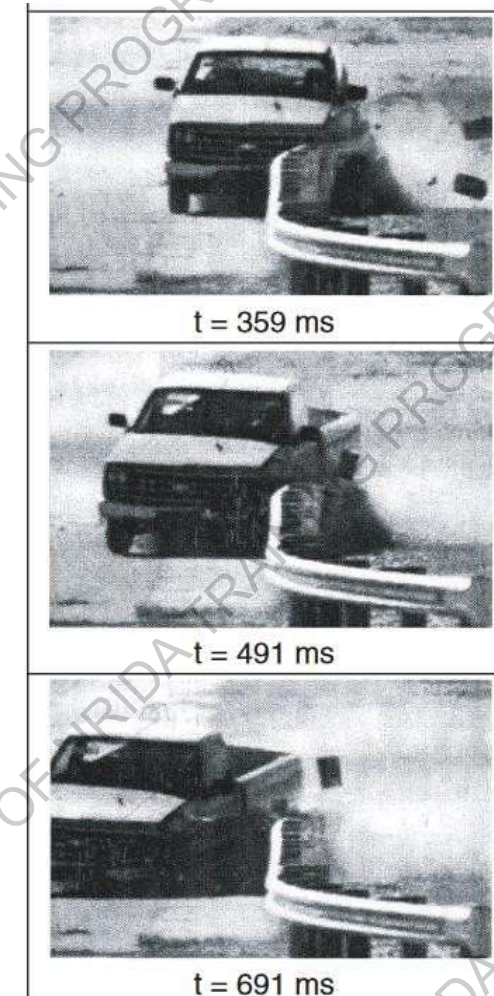 t = 359 ms
t = 491 ms
t = 691 ms